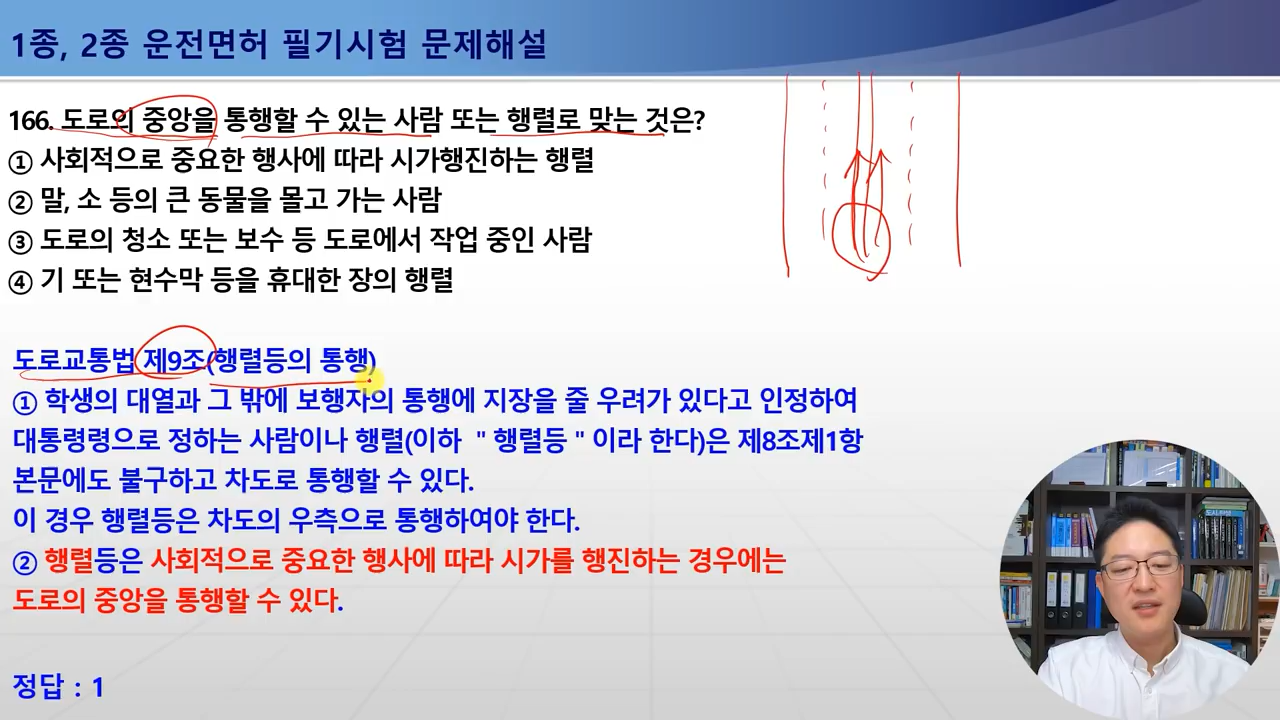 1종, 2종 운전면허 필기시험 문제해설
166. 도로의 중앙을 통행할 수 있는 사람 또는 행렬로 맞는 것은?
① 사회적으로 중요한 행사에 따라 시가행진하는 행렬
② 말, 소 등의 큰 동물을 몰고 가는 사람
③ 도로의 청소 또는 보수 등 도로에서 작업 중인 사람
④ 기 또는 현수막 등을 휴대한 장의 행렬
도로교통법 제9조(행렬등의 통행)
① 학생의 대열과 그 밖에 보행자의 통행에 지장을 줄 우려가 있다고 인정하여
대통령령으로 정하는 사람이나 행렬(이하 "행렬등"이라 한다)은 제8조제1항
본문에도 불구하고 차도로 통행할 수 있다.
이 경우 행렬등은 차도의 우측으로 통행하여야 한다.
② 행렬등은 사회적으로 중요한 행사에 따라 시가를 행진하는 경우에는
도로의 중앙을 통행할 수 있다.
정답 : 1